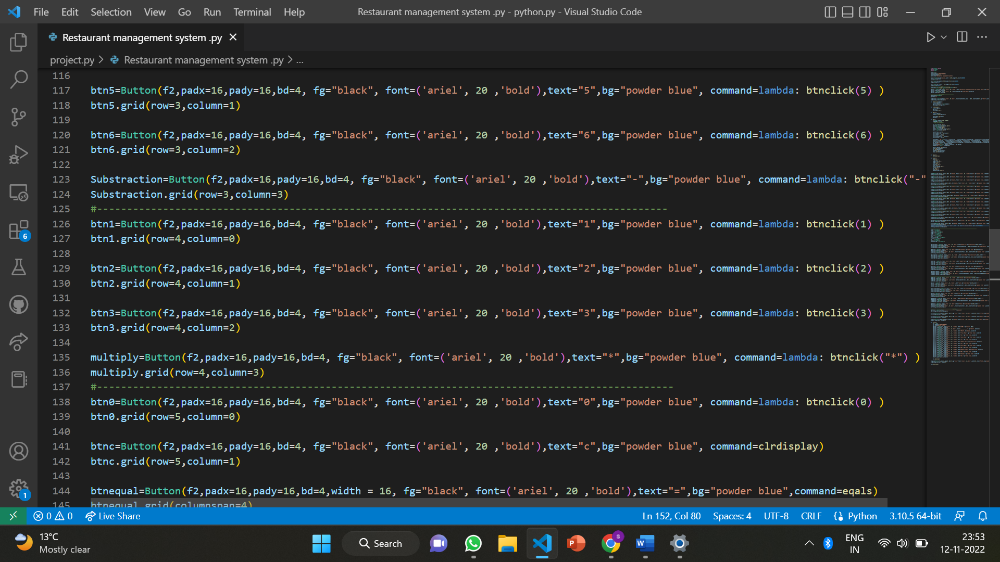 File Edit Selection View Go Run Terminal Help Restaurant management system .py - python.py - Visual Studio Code
Restaurant management system .py
project.py > Restaurant management system .py > ...
116
117 btn5=Button(f2,padx=16,pady=16,bd=4, fg="black", font=('ariel', 20 ,'bold'),text="5",bg="powder blue", command=lambda: btnclick(5) )
118 btn5.grid(row=3,column=1)
119
120 btn6=Button(f2,padx=16,pady=16,bd=4, fg="black", font=('ariel', 20 ,'bold'),text="6",bg="powder blue", command=lambda: btnclick(6) )
121 btn6.grid(row=3,column=2)
122
123 Substraction=Button(f2,padx=16,pady=16,bd=4, fg="black", font=('ariel', 20 ,'bold'),text="-",bg="powder blue", command=lambda: btnclick("-"
124 Substraction.grid(row=3,column=3)
125 #-----------------------------------------------------------------------------------------------
126 btn1=Button(f2,padx=16,pady=16,bd=4, fg="black", font=('ariel', 20 ,'bold'),text="1",bg="powder blue", command=lambda: btnclick(1) )
127 btn1.grid(row=4,column=0)
128
129 btn2=Button(f2,padx=16,pady=16,bd=4, fg="black", font=('ariel', 20 ,'bold'),text="2",bg="powder blue", command=lambda: btnclick(2) )
130 btn2.grid(row=4,column=1)
131
132 btn3=Button(f2,padx=16,pady=16,bd=4, fg="black", font=('ariel', 20 ,'bold'),text="3",bg="powder blue", command=lambda: btnclick(3) )
133 btn3.grid(row=4,column=2)
134
135 multiply=Button(f2,padx=16,pady=16,bd=4, fg="black", font=('ariel', 20 ,'bold'),text="*",bg="powder blue", command=lambda: btnclick("*") )
136 multiply.grid(row=4,column=3)
137 #------------------------------------------------------------------------------------------------
138 btn0=Button(f2,padx=16,pady=16,bd=4, fg="black", font=('ariel', 20 ,'bold'),text="0",bg="powder blue", command=lambda: btnclick(0) )
139 btn0.grid(row=5,column=0)
140
141 btnc=Button(f2,padx=16,pady=16,bd=4, fg="black", font=('ariel', 20 ,'bold'),text="c",bg="powder blue", command=clrdisplay)
142 btnc.grid(row=5,column=1)
143
144 btnequal=Button(f2,padx=16,pady=16,bd=4,width = 16, fg="black", font=('ariel', 20 ,'bold'),text="=",bg="powder blue",command=eqals)
145 btnequal.grid(columnspan=4)
6
1
0 0 Live Share Ln 152, Col 80 Spaces: 4 UTF-8 CRLF Python 3.10.5 64-bit
13°C
Mostly clear
Search
S
P
W
ENG
IN
23:53
12-11-2022